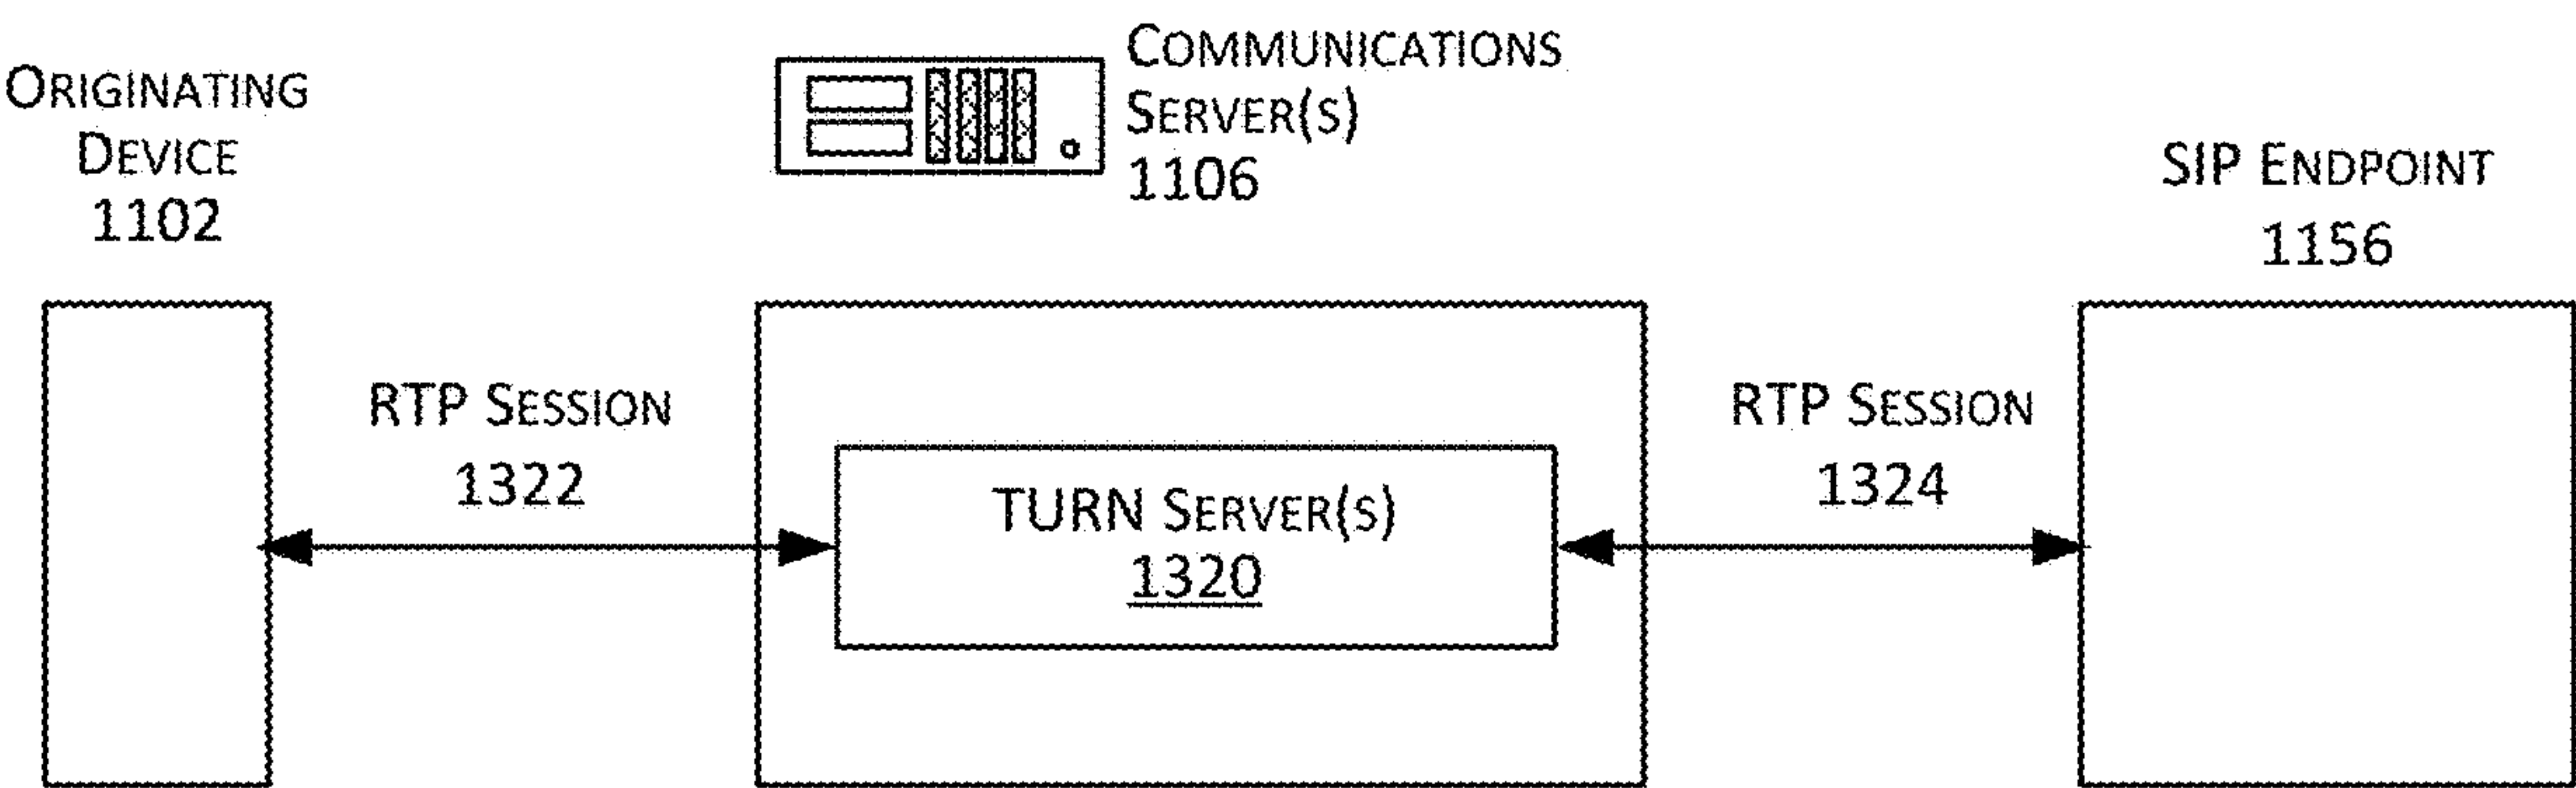 ORIGINATING
DEVICE
1102
COMMUNICATIONS
SERVER(S)
1106
SIP ENDPOINT
1156
RTP SESSION
1322
TURN SERVER(S)
1320
RTP SESSION
1324